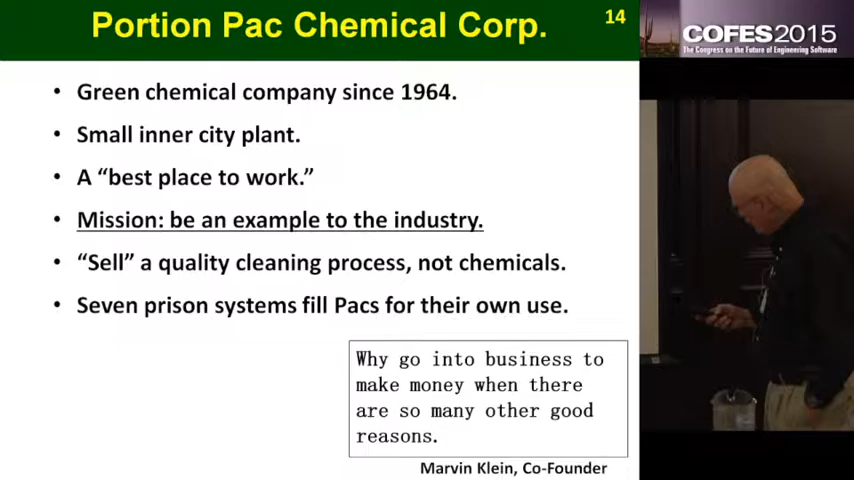 Portion Pac Chemical Corp.
14
COFES2015
The Congress on the Future of Engineering Software
• Green chemical company since 1964.
• Small inner city plant.
• A “best place to work.”
• Mission: be an example to the industry.
• “Sell” a quality cleaning process, not chemicals.
• Seven prison systems fill Pacs for their own use.
Why go into business to
make money when there
are so many other good
reasons.
Marvin Klein, Co-Founder